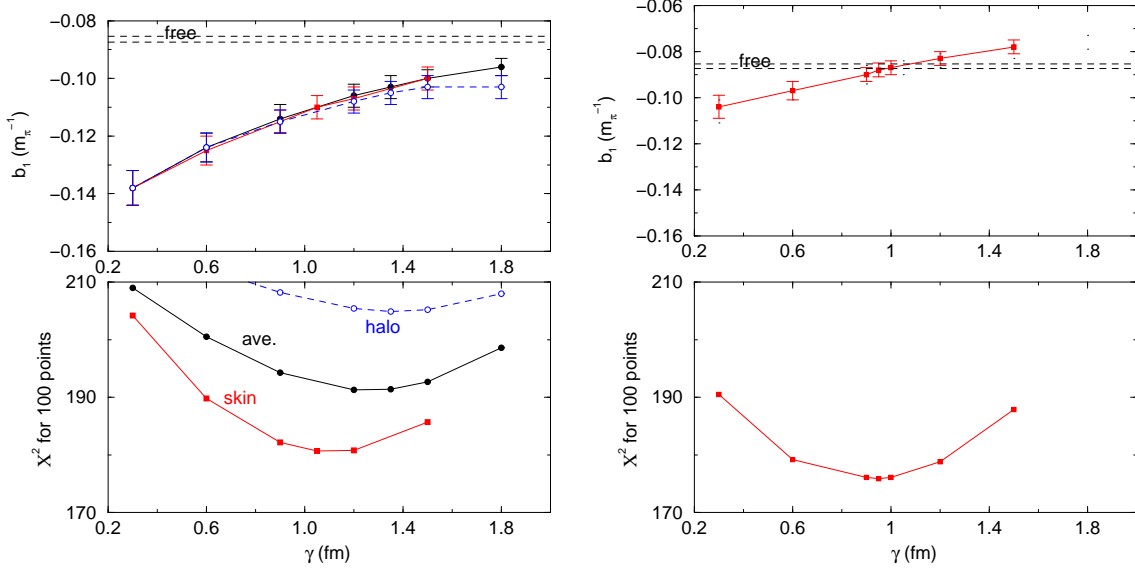 −0.08
−0.10
−0.12
−0.14
−0.16
b₁ (mπ⁻¹)
free
0.2 0.6 1.0 1.4 1.8
210
190
170
Χ² for 100 points
halo
ave.
skin
0.2 0.6 1.0 1.4 1.8
γ (fm)
−0.06
−0.08
−0.10
−0.12
−0.14
−0.16
b₁ (mπ⁻¹)
free
210
190
170
Χ² for 100 points
0.2 0.6 1 1.4 1.8
γ (fm)